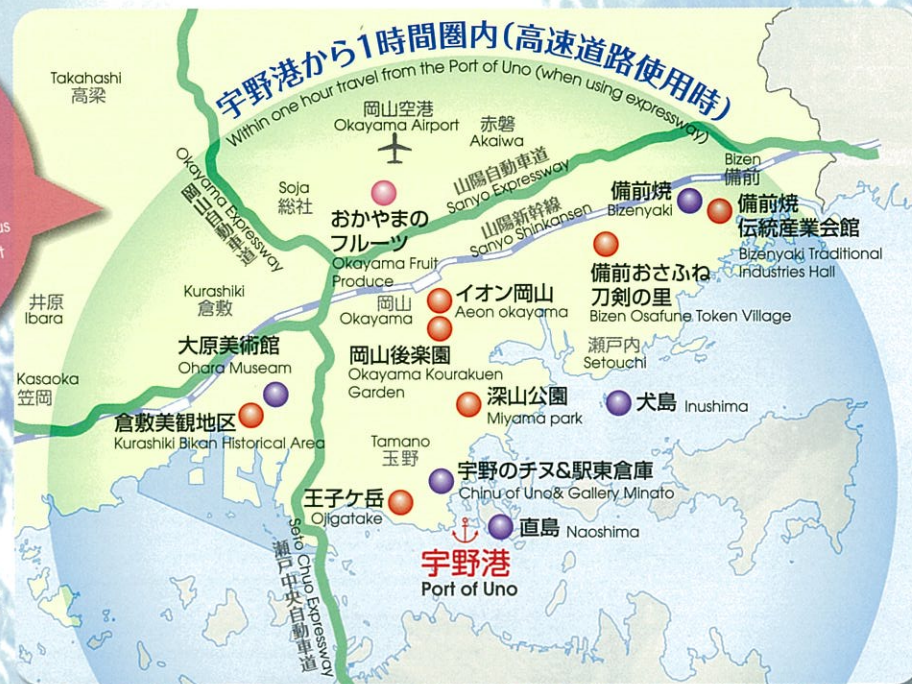 宇野港から1時間圏内(高速道路使用時)
Within one hour travel from the Port of Uno (when using expressway)
Takahashi
高梁
岡山空港
Okayama Airport
赤磐
Akaiwa
Okayama Expressway
岡山自動車道
Soja
総社
おかやまの
フルーツ
Okayama Fruit
Produce
山陽自動車道
Sanyo Expressway
山陽新幹線
Sanyo Shinkansen
Bizen
備前
備前焼
Bizenyaki
備前焼
伝統産業会館
Bizenyaki Traditional
Industries Hall
備前おさふね
刀剣の里
Bizen Osafune Token Village
井原
Ibara
Kurashiki
倉敷
岡山
Okayama
イオン岡山
Aeon okayama
大原美術館
Ohara Museam
岡山後楽園
Okayama Kourakuen
Garden
瀬戸内
Setouchi
Kasaoka
笠岡
倉敷美観地区
Kurashiki Bikan Historical Area
深山公園
Miyama park
犬島 Inushima
Tamano
玉野
宇野のチヌ&駅東倉庫
Chinu of Uno& Gallery Minato
王子ケ岳
Ojigatake
直島 Naoshima
宇野港
Port of Uno
Seto Chuo Expressway
瀬戸中央自動車道
us
t